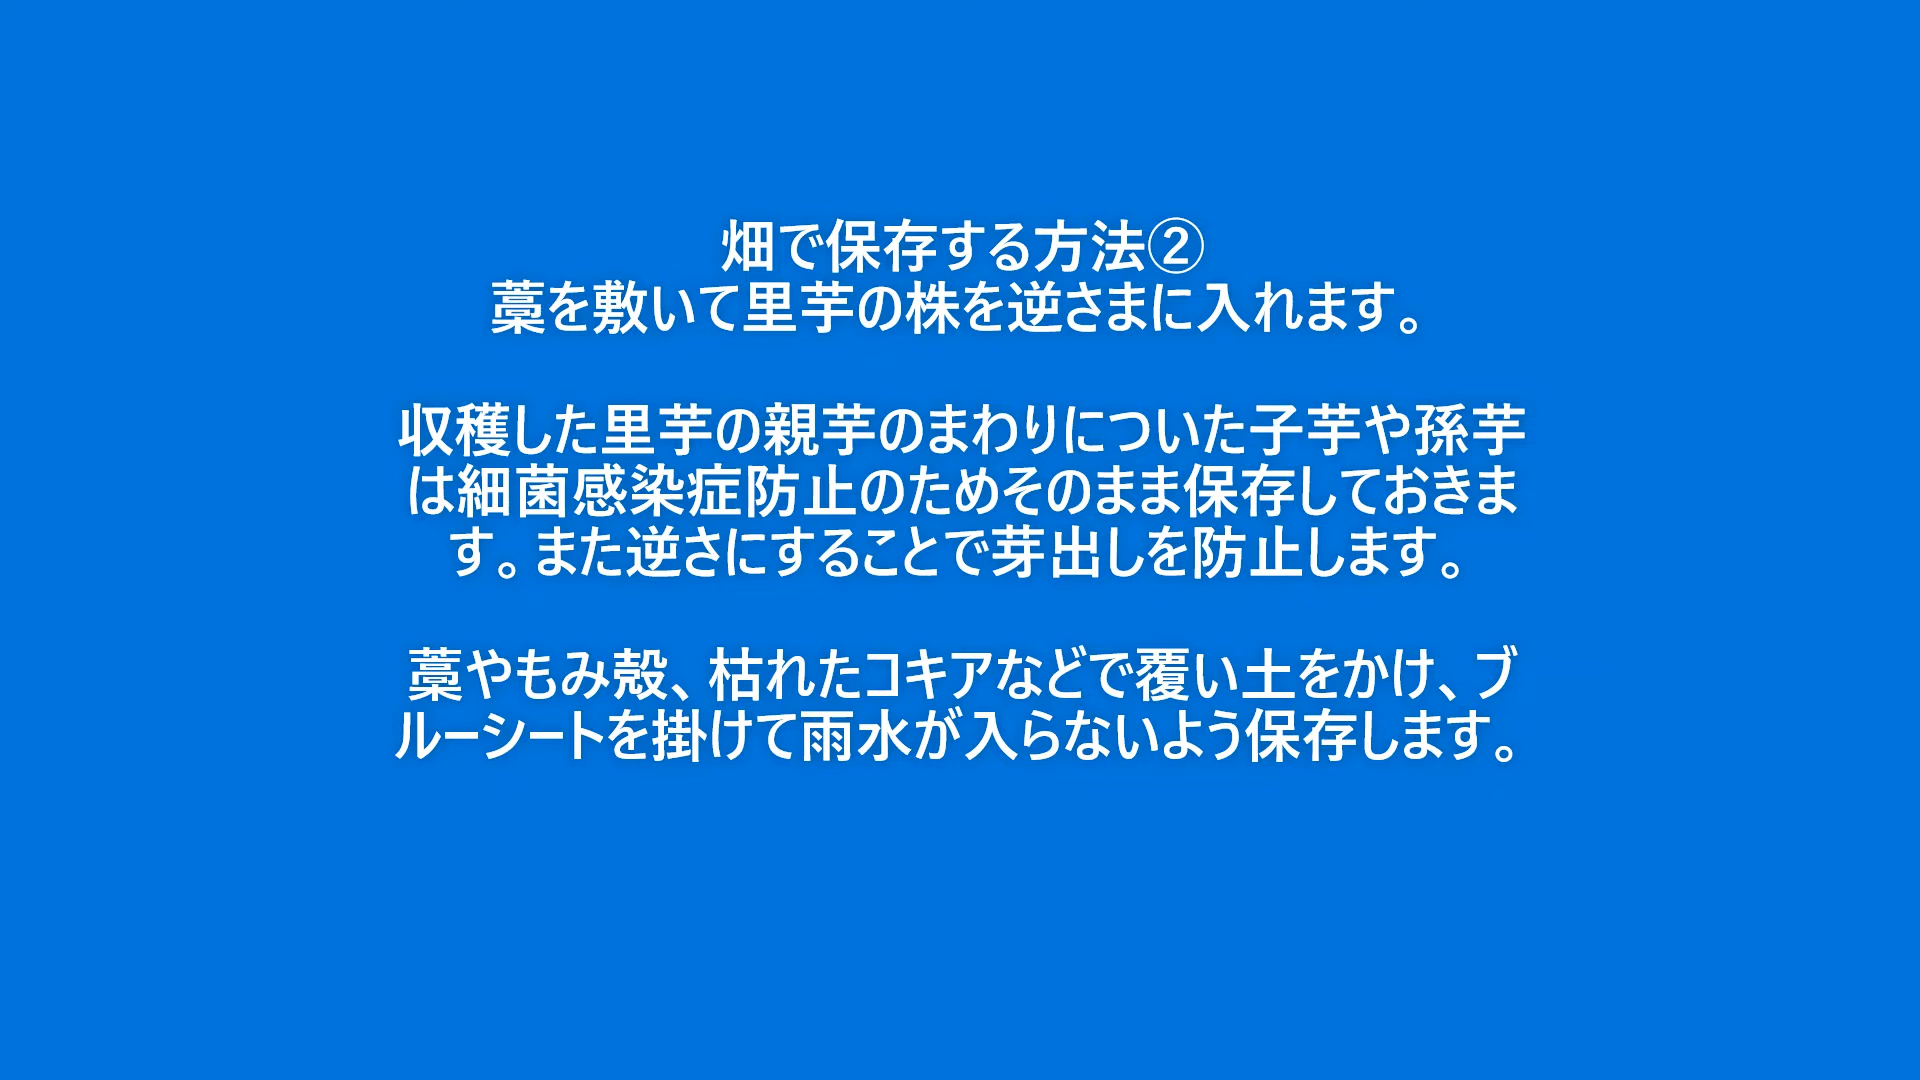 畑で保存する方法②
藁を敷いて里芋の株を逆さまに入れます。
収穫した里芋の親芋のまわりについた子芋や孫芋
は細菌感染症防止のためそのまま保存しておきま
す。また逆さにすることで芽出しを防止します。
藁やもみ殻、枯れたコキアなどで覆い土をかけ、ブ
ルーシートを掛けて雨水が入らないよう保存します。